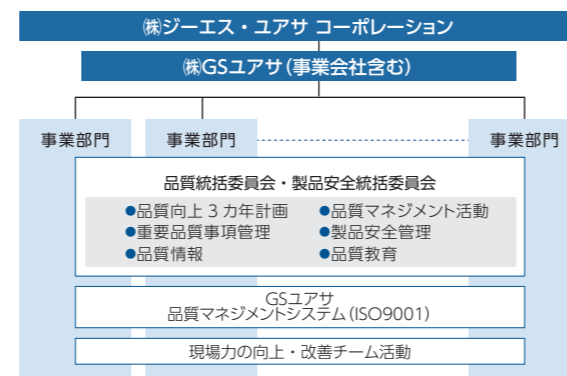 ㈱ジーエス・ユアサ コーポレーション
㈱GSユアサ(事業会社含む)
事業部門
事業部門
事業部門
品質統括委員会・製品安全統括委員会
●品質向上 3 カ年計画
●品質マネジメント活動
●重要品質事項管理
●製品安全管理
●品質情報
●品質教育
GSユアサ
品質マネジメントシステム(ISO9001)
現場力の向上・改善チーム活動